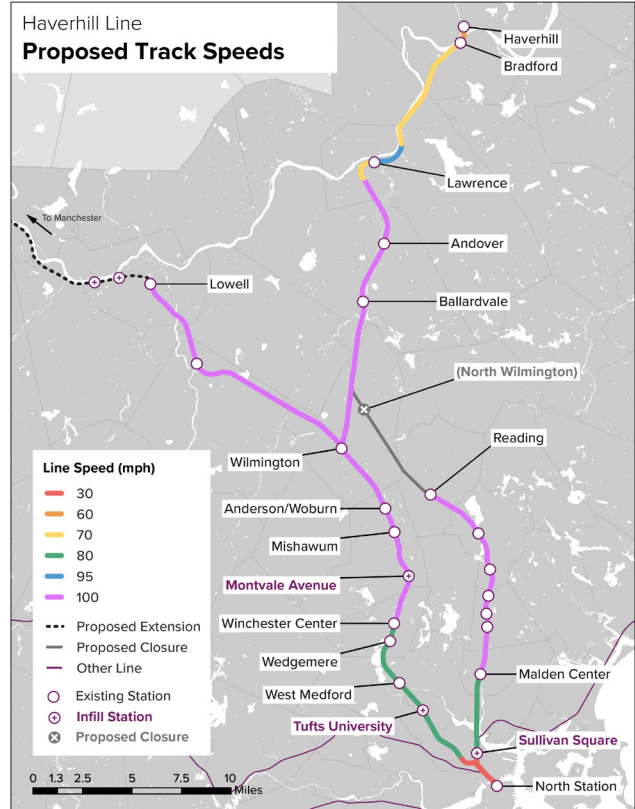 Haverhill Line
Proposed Track Speeds
Haverhill
Bradford
Lawrence
To Manchester
Andover
Lowell
Ballardvale
(North Wilmington)
Reading
Wilmington
Line Speed (mph)
30
60
70
80
95
100
Proposed Extension
Proposed Closure
Other Line
Existing Station
Infill Station
Proposed Closure
Anderson/Woburn
Mishawum
Montvale Avenue
Winchester Center
Wedgemere
West Medford
Malden Center
Tufts University
Sullivan Square
North Station
0 1.3 2.5 5 7.5 10
Miles